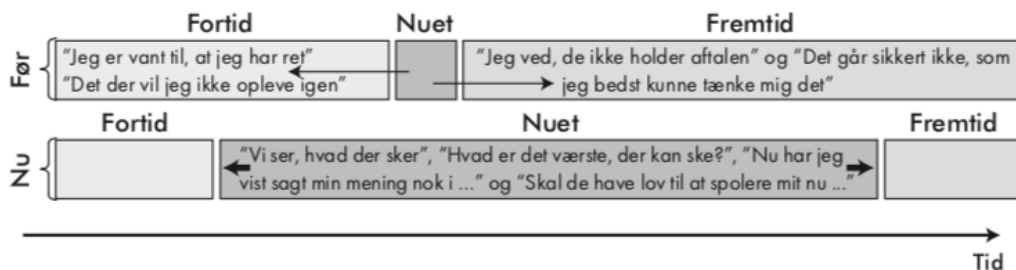 Fortid Nuet Fremtid
Før
"Jeg er vant til, at jeg har ret"
"Det der vil jeg ikke opleve igen"
"Jeg ved, de ikke holder aftalen" og "Det går sikkert ikke, som
jeg bedst kunne tænke mig det"
Fortid Nuet Fremtid
Nu
"Vi ser, hvad der sker", "Hvad er det værste, der kan ske?", "Nu har jeg
vist sagt min mening nok i ..." og "Skal de have lov til at spolere mit nu ..."
Tid